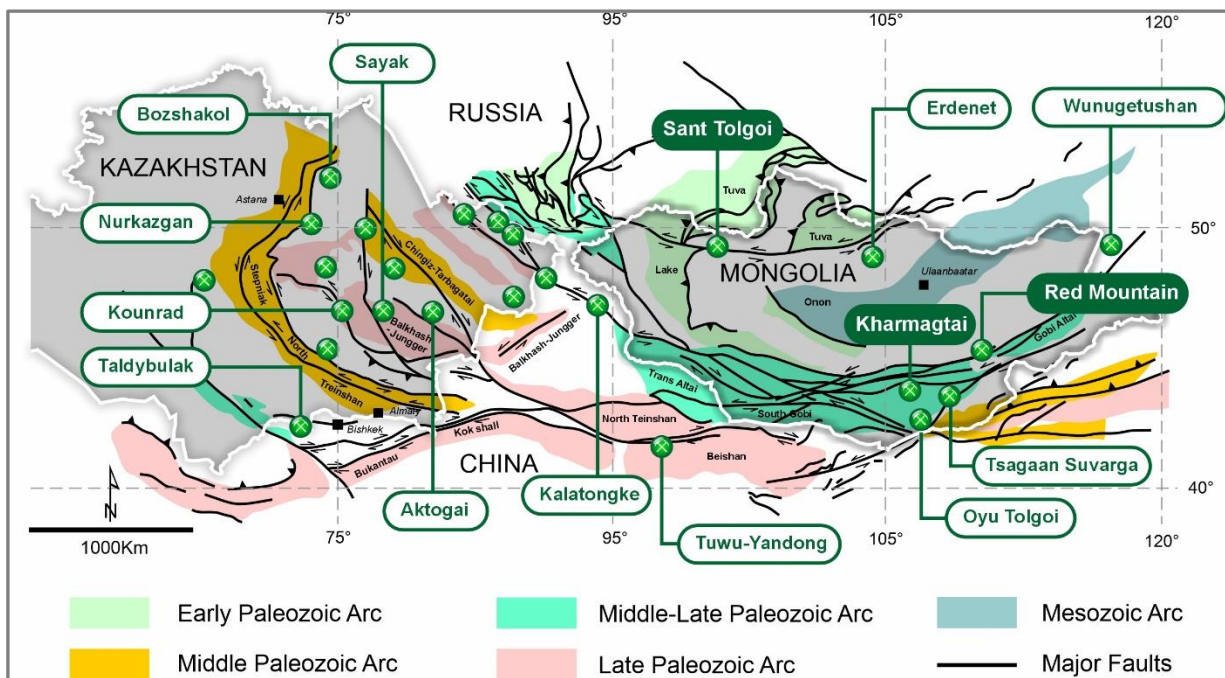 75°
95°
105°
120°
Sayak
Bozshakol
RUSSIA
Sant Tolgoi
Erdenet
Wunugetushan
KAZAKHSTAN
Astana
Tuva
Nurkazgan
50°
Tuva
Chingiz-Tarbagatai
Lake
MONGOLIA
Ulaanbaatar
Stepniak
Onon
Red Mountain
Kounrad
Balkhash
-Jungger
Balkhash-Jungger
Kharmagtai
Gobi Altai
North
Taldybulak
Treinshan
Trans Altai
Almaty
Bishkek
North Teinshan
South Gobi
Kok shall
Bukantau
CHINA
Beishan
Tsagaan Suvarga
N
Aktogai
Kalatongke
40°
Oyu Tolgoi
Tuwu-Yandong
1000Km
75°
95°
105°
120°
Early Paleozoic Arc
Middle-Late Paleozoic Arc
Mesozoic Arc
Middle Paleozoic Arc
Late Paleozoic Arc
Major Faults